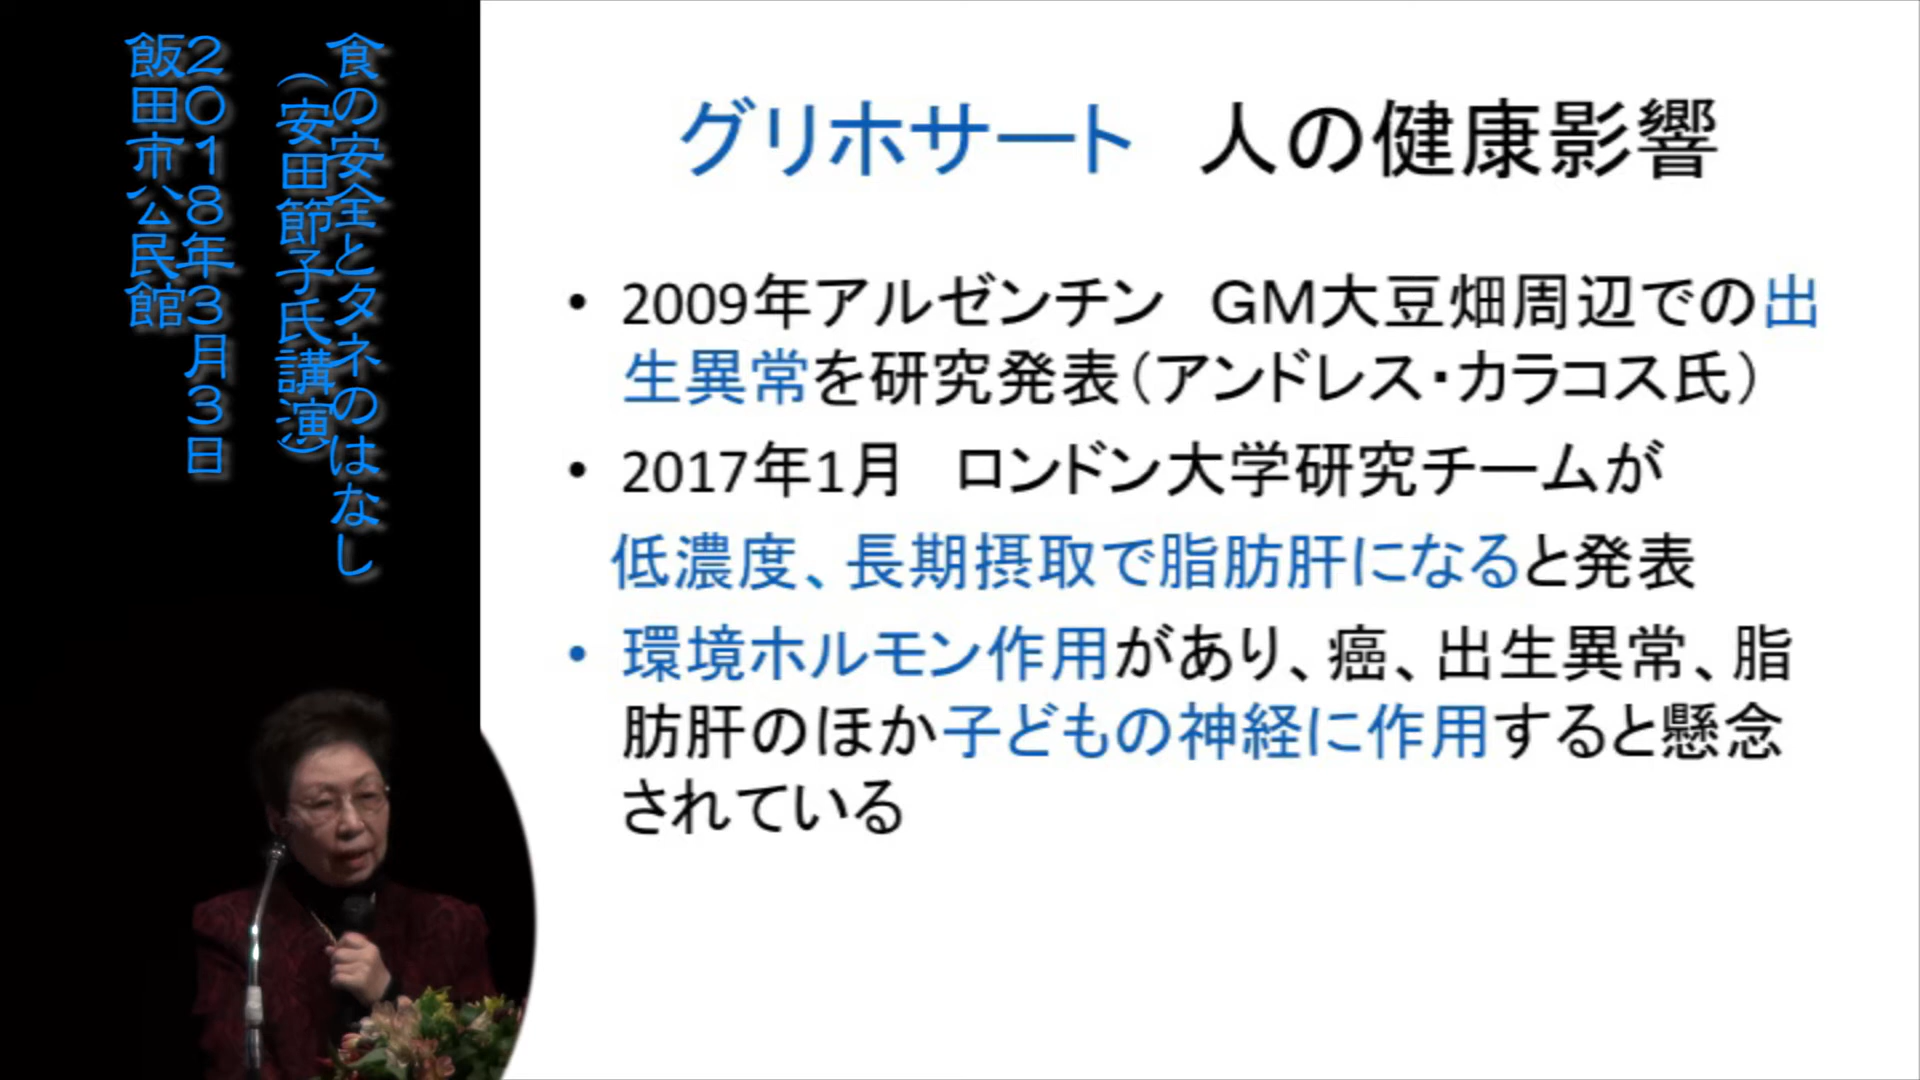 食の安全とタネのはなし
（安田節子氏講演）
２０１８年３月３日
飯田市公民館
グリホサート　人の健康影響
• 2009年アルゼンチン　GM大豆畑周辺での出
生異常を研究発表（アンドレス・カラコス氏）
• 2017年1月　ロンドン大学研究チームが
低濃度、長期摂取で脂肪肝になると発表
• 環境ホルモン作用があり、癌、出生異常、脂
肪肝のほか子どもの神経に作用すると懸念
されている